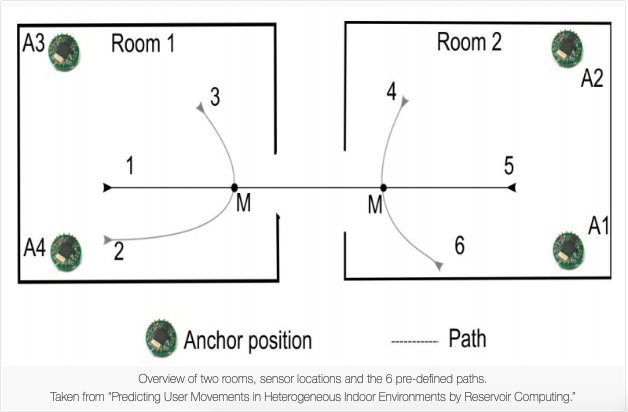 A3
Room 1
Room 2
A2
3
4
1
5
M
M
A4
2
A1
6
Anchor position
Path
Overview of two rooms, sensor locations and the 6 pre-defined paths.
Taken from “Predicting User Movements in Heterogeneous Indoor Environments by Reservoir Computing.”